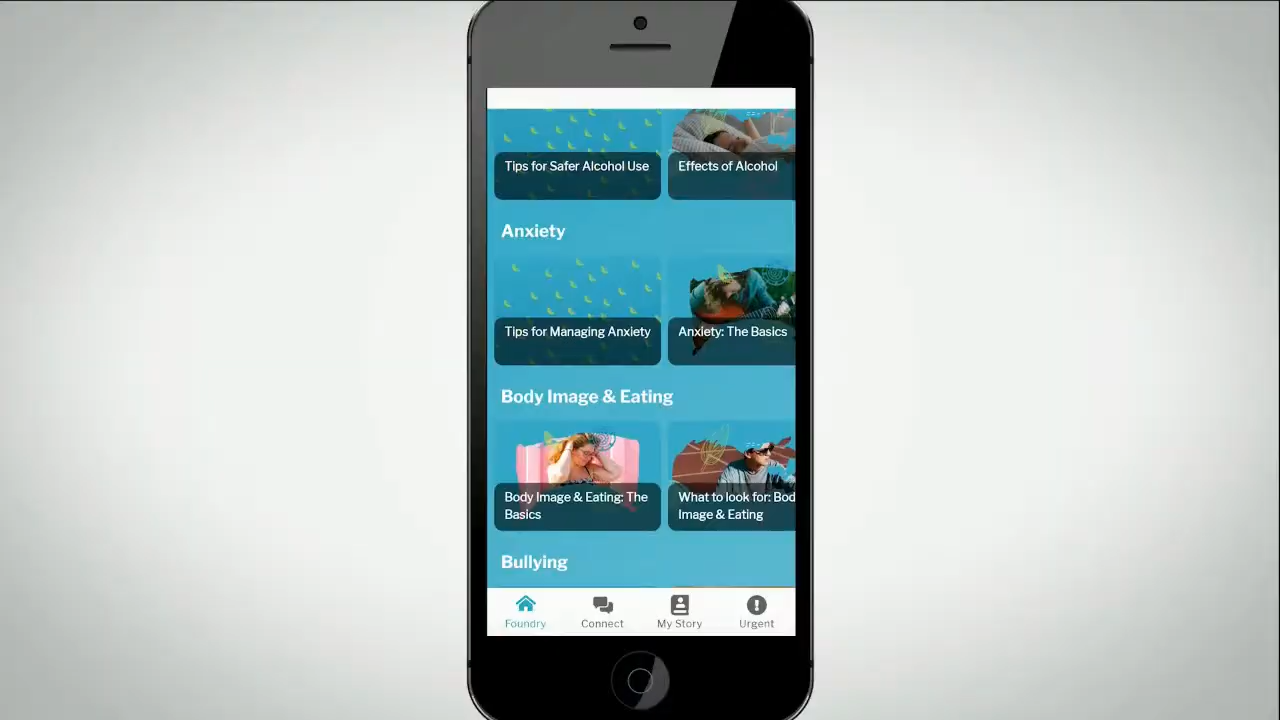 Tips for Safer Alcohol Use
Effects of Alcohol
Anxiety
Tips for Managing Anxiety
Anxiety: The Basics
Body Image & Eating
Body Image & Eating: The
Basics
What to look for: Bod
Image & Eating
Bullying
Foundry
Connect
My Story
Urgent